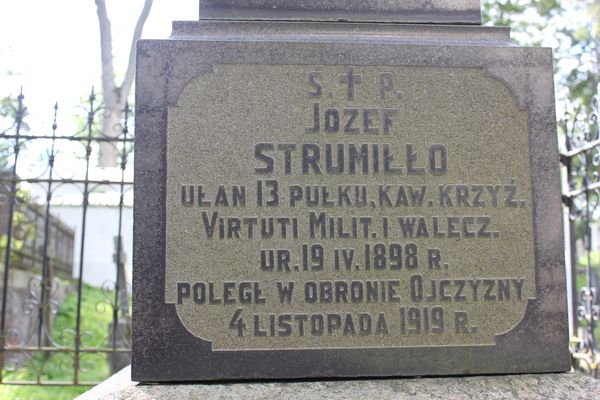 Ś. † P.
JÓZEF
STRUMIŁŁO
UŁAN 13 PUŁKU, KAW. KRZYŻ.
VIRTUTI MILIT. I WALECZ.
UR. 19 IV. 1898 R.
POLEGŁ W OBRONIE OJCZYZNY
4 LISTOPADA 1919 R.